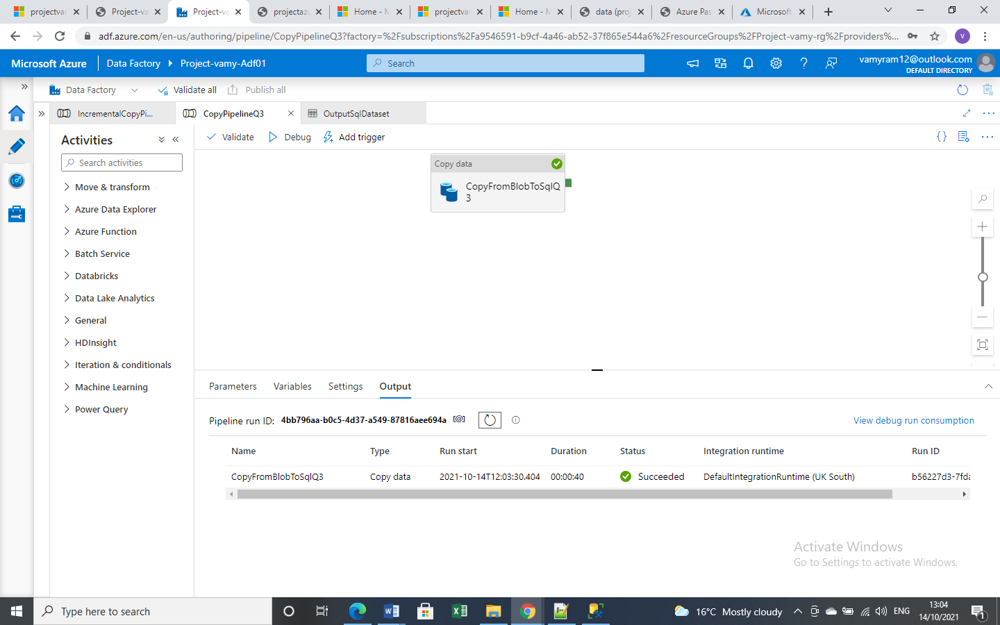 projectvar
Project-va
Project-va
projectaz
Home - M
projectvar
Home - M
data (proj
Azure Pas
Microsoft
adf.azure.com/en-us/authoring/pipeline/CopyPipelineQ3?factory=%2Fsubscriptions%2Fa9546591-b9cf-4a46-ab52-37f865e544a6%2FresourceGroups%2FProject-vamy-rg%2Fproviders%...
v
Microsoft Azure
Data Factory
Project-vamy-Adf01
Search
vamyram12@outlook.com
DEFAULT DIRECTORY
Data Factory
Validate all
Publish all
IncrementalCopyPi...
CopyPipelineQ3
OutputSqlDataset
Activities
Validate
Debug
Add trigger
Search activities
Move & transform
Azure Data Explorer
Azure Function
Batch Service
Databricks
Data Lake Analytics
General
HDInsight
Iteration & conditionals
Machine Learning
Power Query
Copy data
CopyFromBlobToSqlQ
3
Parameters
Variables
Settings
Output
Pipeline run ID: 4bb796aa-b0c5-4d37-a549-87816aee694a
View debug run consumption
Name Type Run start Duration Status Integration runtime Run ID
CopyFromBlobToSqlQ3 Copy data 2021-10-14T12:03:30.404 00:00:40 Succeeded DefaultIntegrationRuntime (UK South) b56227d3-7fda
Activate Windows
Go to Settings to activate Windows.
Type here to search
16°C Mostly cloudy
ENG
13:04
14/10/2021
1